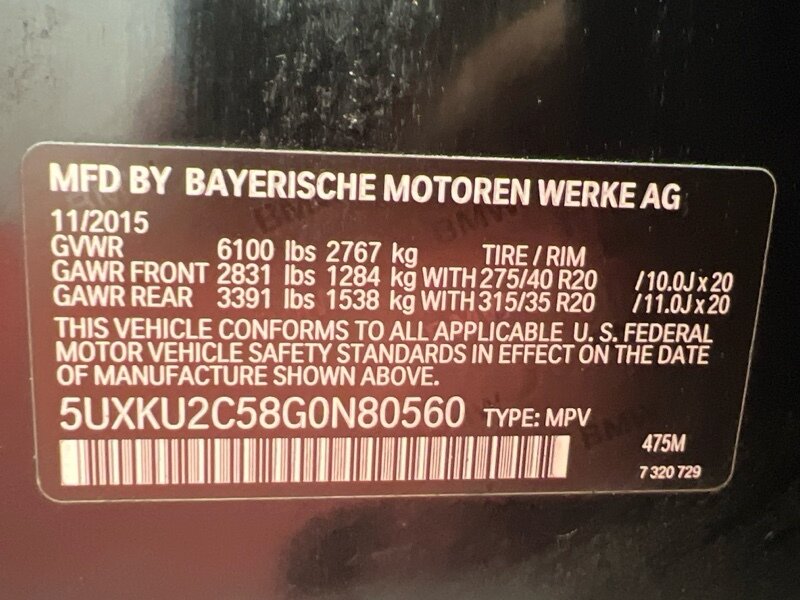 MFD BY BAYERISCHE MOTOREN WERKE AG
11/2015
GVWR 6100 lbs 2767 kg TIRE / RIM
GAWR FRONT 2831 lbs 1284 kg WITH 275/40 R20 /10.0J x 20
GAWR REAR 3391 lbs 1538 kg WITH 315/35 R20 /11.0J x 20
THIS VEHICLE CONFORMS TO ALL APPLICABLE U. S. FEDERAL
MOTOR VEHICLE SAFETY STANDARDS IN EFFECT ON THE DATE
OF MANUFACTURE SHOWN ABOVE.
5UXKU2C58G0N80560 TYPE: MPV
475M
7 320 729